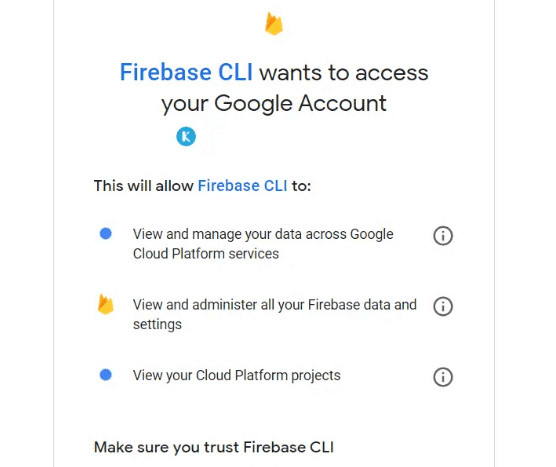 Firebase CLI wants to access
your Google Account
K
This will allow Firebase CLI to:
View and manage your data across Google
Cloud Platform services
View and administer all your Firebase data and
settings
View your Cloud Platform projects
Make sure you trust Firebase CLI